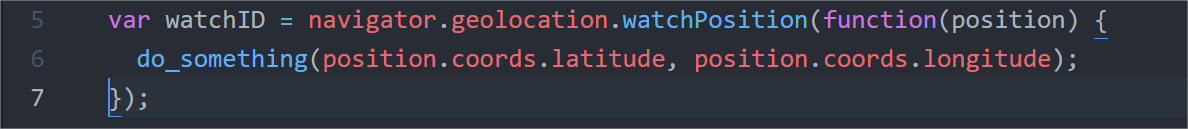 5 var watchID = navigator.geolocation.watchPosition(function(position) {
6 do_something(position.coords.latitude, position.coords.longitude);
7 });